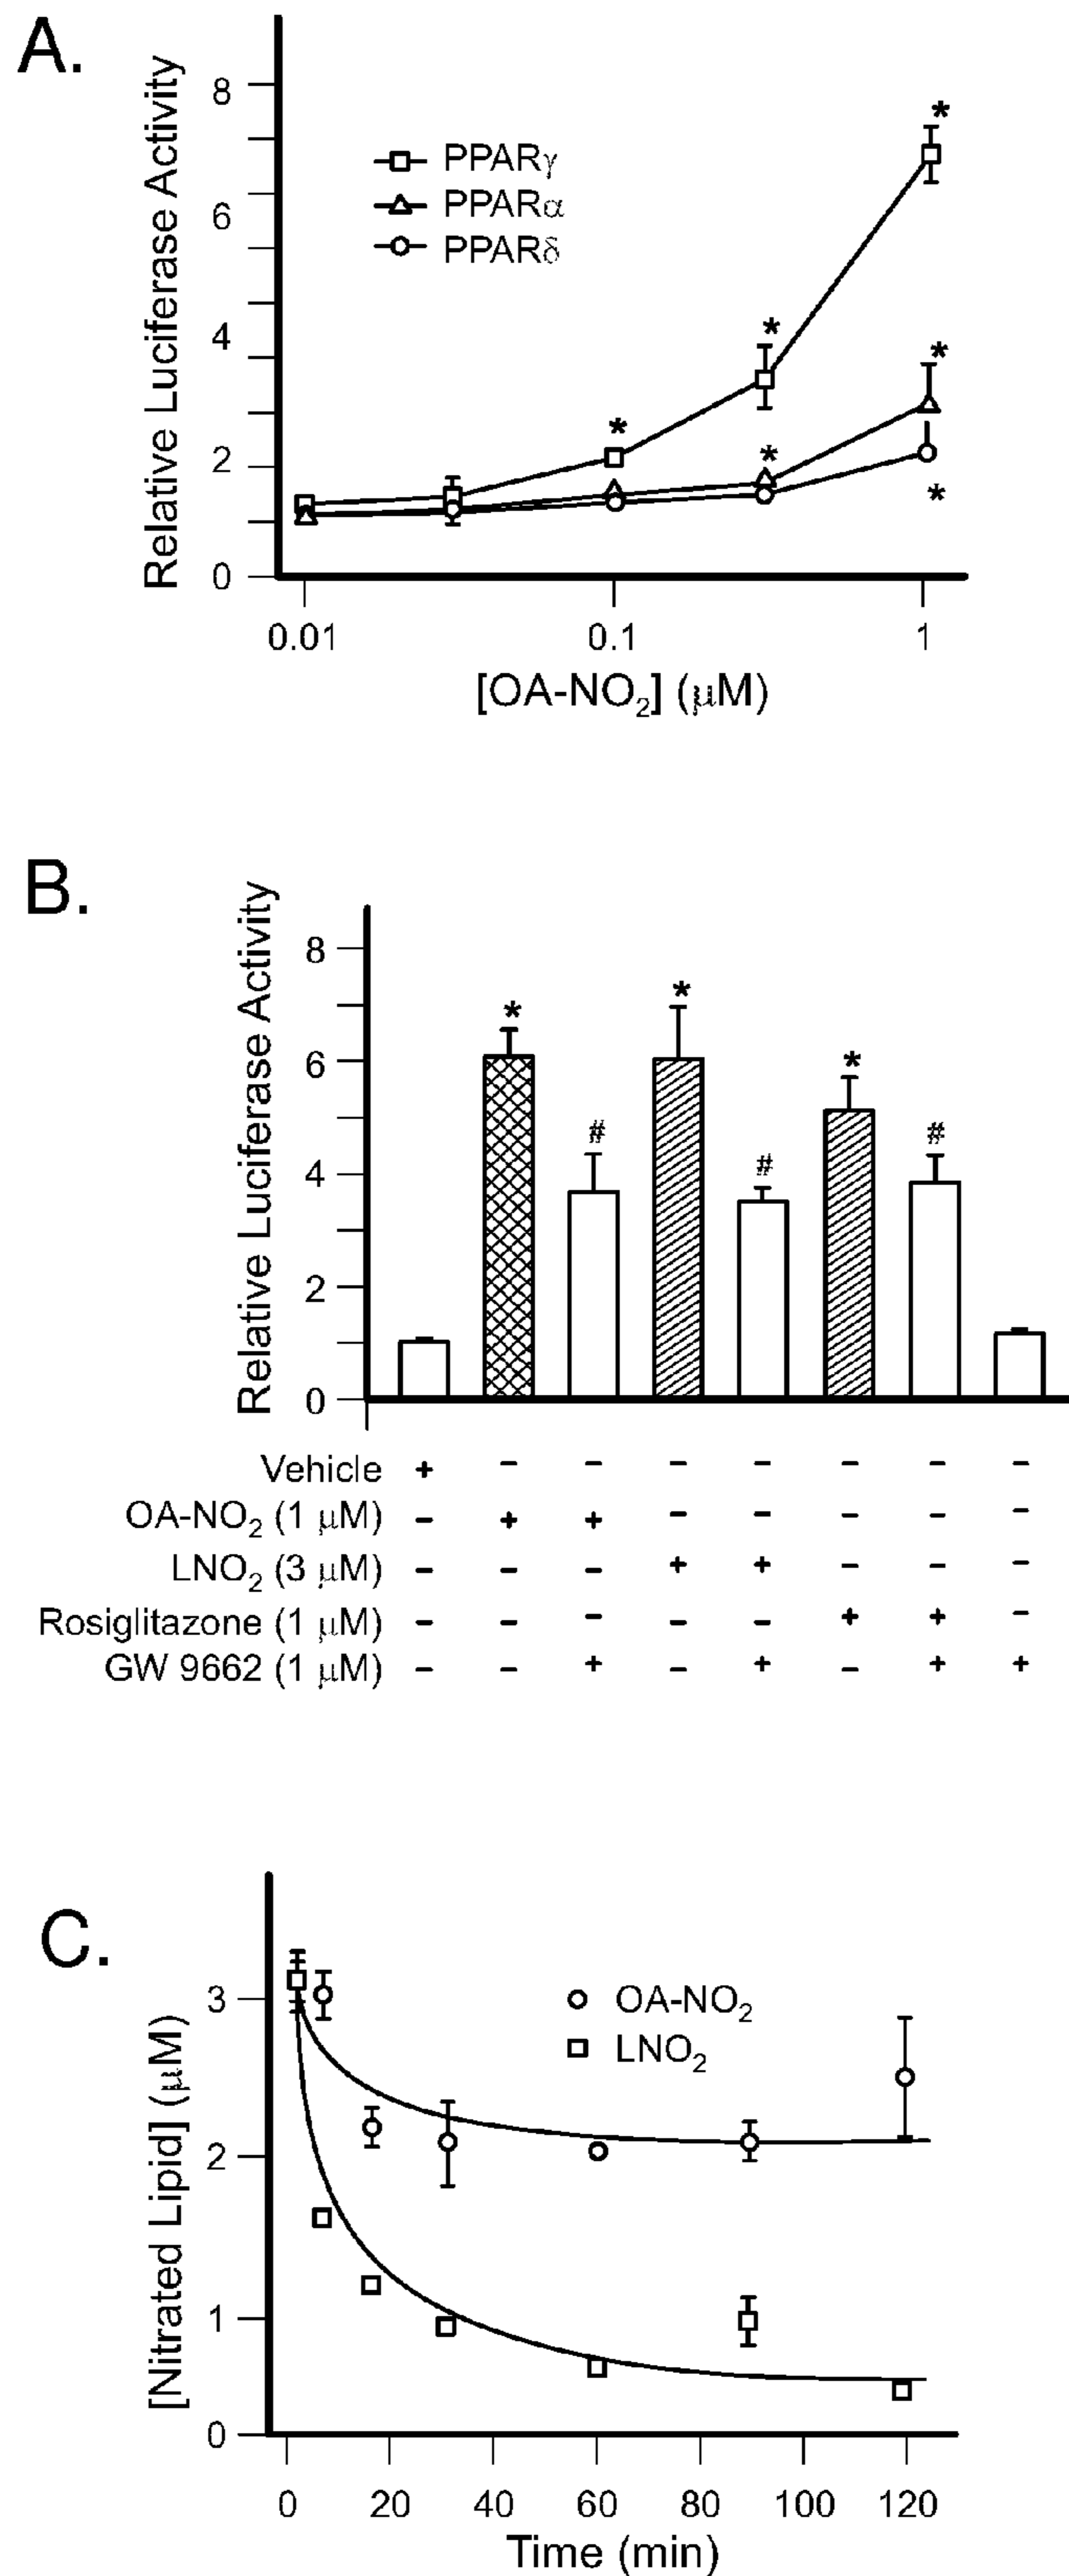 A.
Relative Luciferase Activity
8
6
4
2
0
PPARγ
PPARα
PPARδ
*
*
*
*
*
*
0.01 0.1 1
[OA-NO₂] (μM)
B.
Relative Luciferase Activity
8
6
4
2
0
* # * # * #
Vehicle + - - - - - - -
OA-NO₂ (1 μM) - + + - - - - -
LNO₂ (3 μM) - - - + + - - -
Rosiglitazone (1 μM) - - - - - + + -
GW 9662 (1 μM) - - + - + - + +
C.
[Nitrated Lipid] (μM)
3
2
1
0
OA-NO₂
LNO₂
0 20 40 60 80 100 120
Time (min)